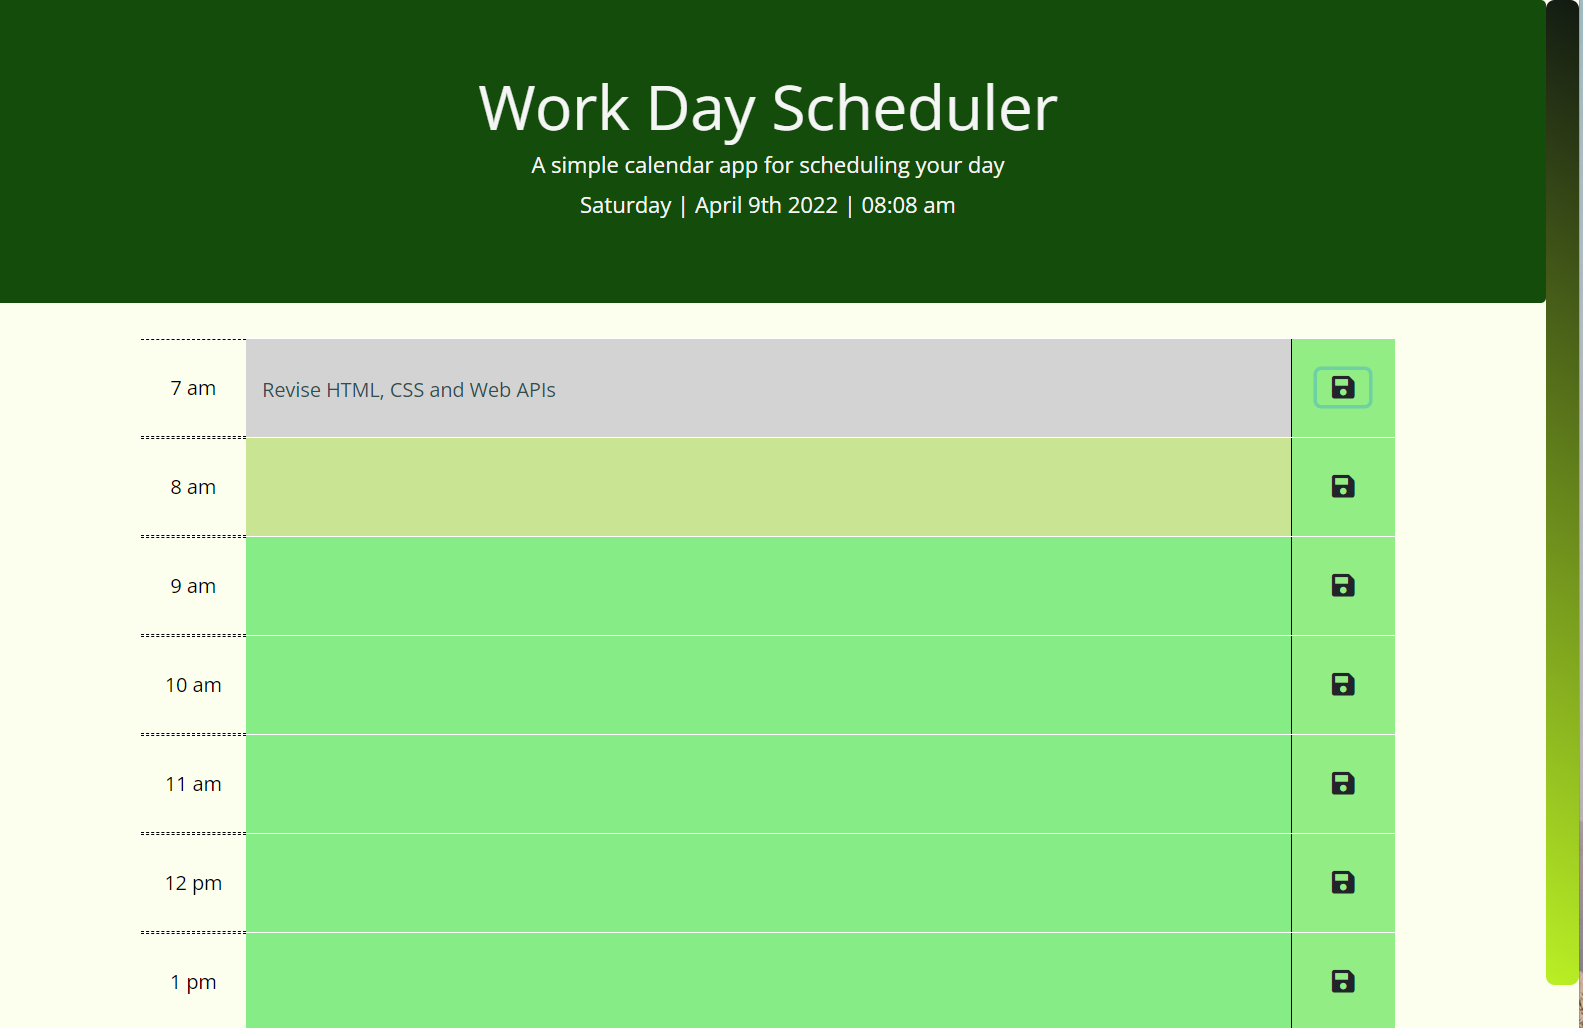 Work Day Scheduler
A simple calendar app for scheduling your day
Saturday | April 9th 2022 | 08:08 am
7 am
Revise HTML, CSS and Web APIs
8 am
9 am
10 am
11 am
12 pm
1 pm